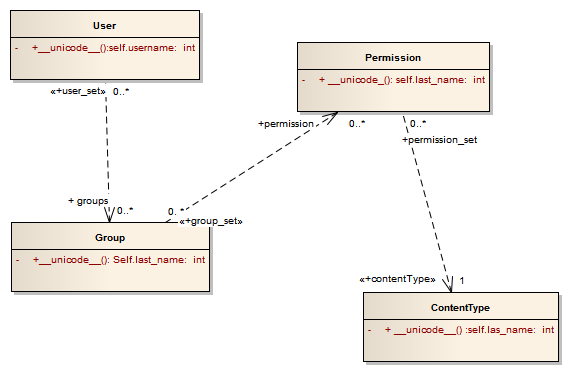 User
- +__unicode__():self.username: int
«+user_set» 0..*
Permission
- + __unicode_(): self.last_name: int
+permission 0..* 0..*
+permission_set
+ groups 0..* 0..*
«+group_set»
Group
- +__unicode__(): Self.last_name: int
«+contentType» 1
ContentType
- + __unicode__() :self.las_name: int